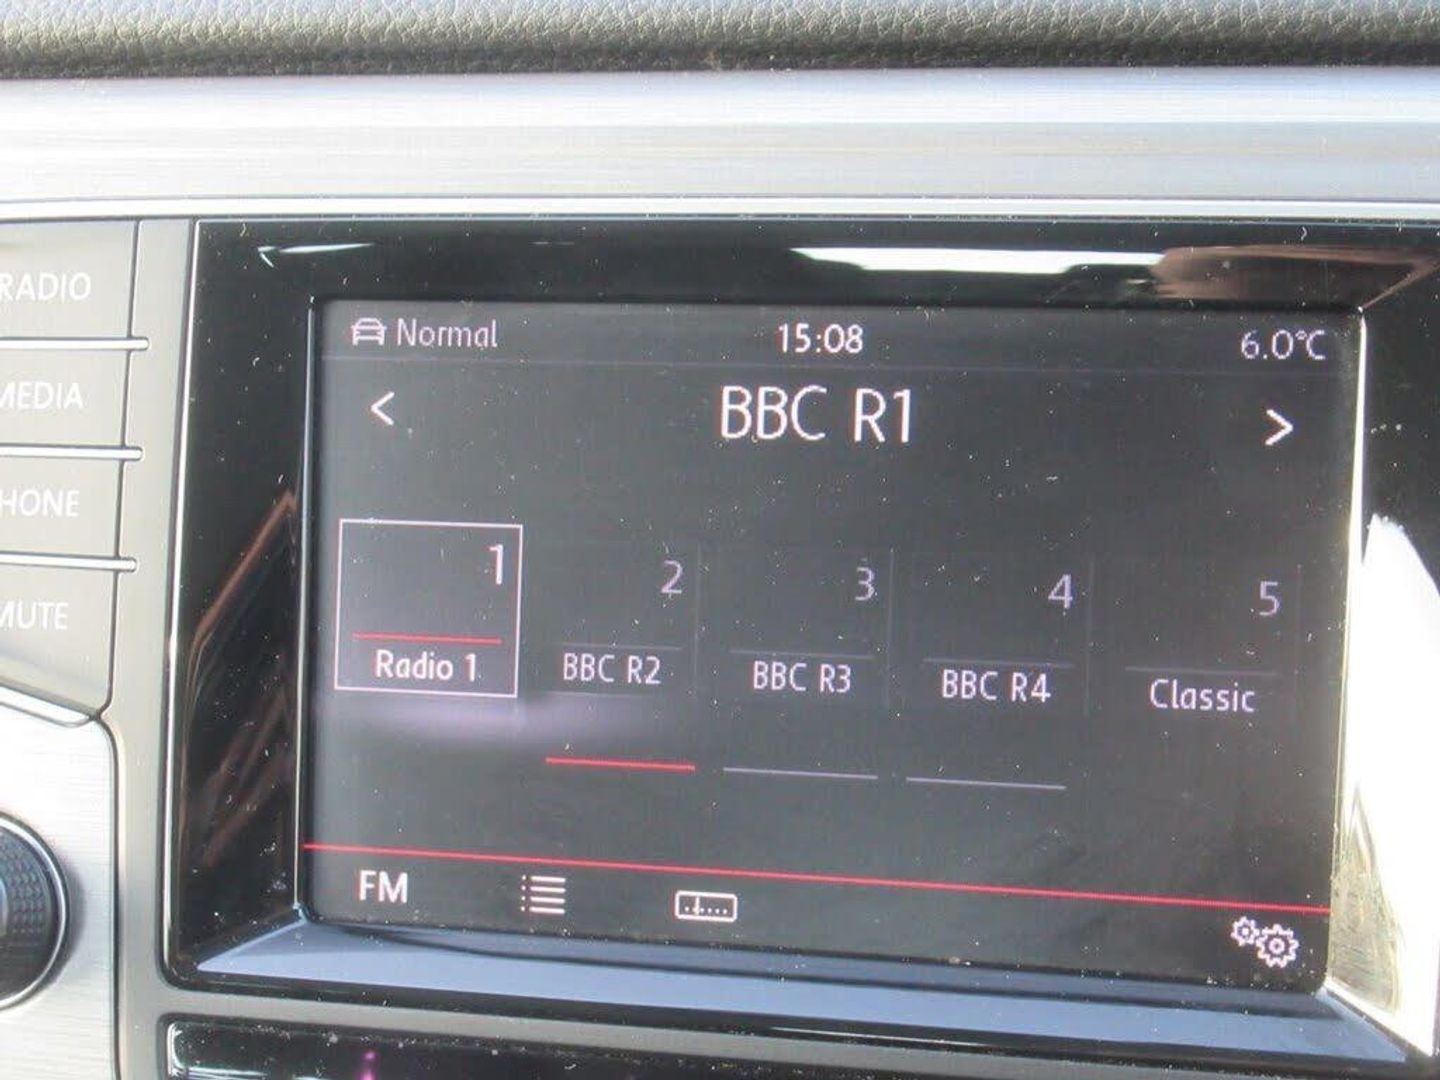 RADIO
MEDIA
HONE
MUTE
Normal 15:08 6.0°C
< BBC R1 >
1 2 3 4 5
Radio 1 BBC R2 BBC R3 BBC R4 Classic
FM